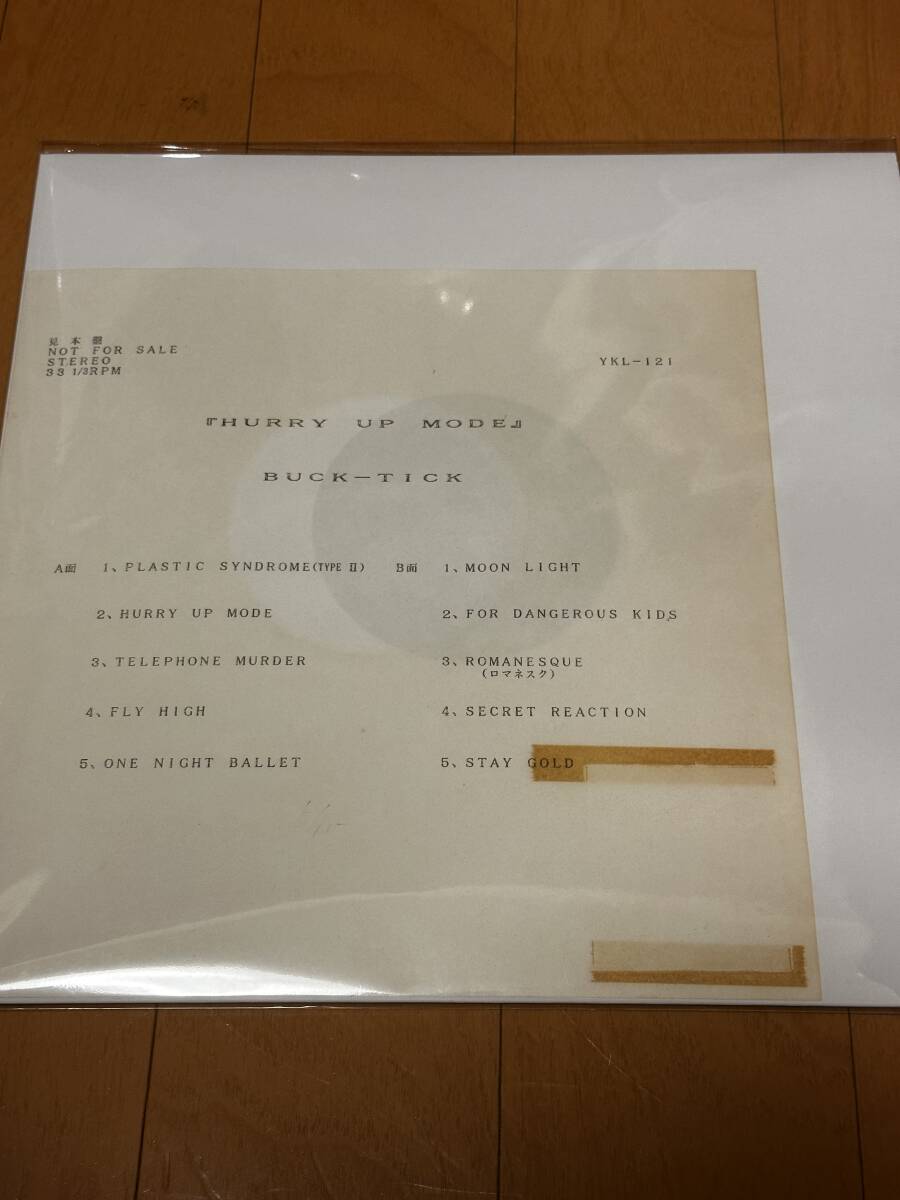 見本盤
NOT FOR SALE
STEREO
33 1/3RPM
YKL-121
『HURRY UP MODE』
BUCK-TICK
A面 1、PLASTIC SYNDROME(TYPE II)
2、HURRY UP MODE
3、TELEPHONE MURDER
4、FLY HIGH
5、ONE NIGHT BALLET
B面 1、MOON LIGHT
2、FOR DANGEROUS KIDS
3、ROMANESQUE
(ロマネスク)
4、SECRET REACTION
5、STAY GOLD